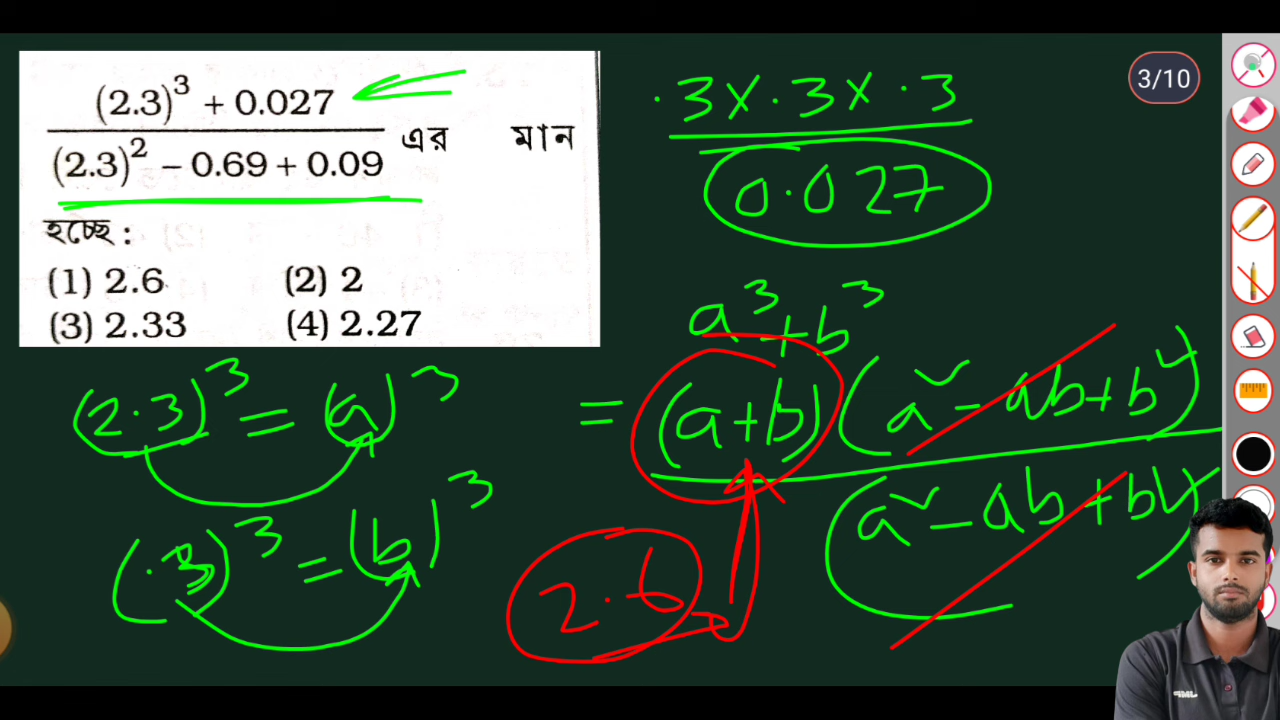 (2.3)³ + 0.027
(2.3)² − 0.69 + 0.09 এর মান
হচ্ছে :
(1) 2.6 (2) 2
(3) 2.33 (4) 2.27
.3 x .3 x .3
0.027
3/10
a³+b³
= (a+b) (a²-ab+b²)
(a²-ab+b²)
(2.3)³ = (a)³
(.3)³ = (b)³
2.6